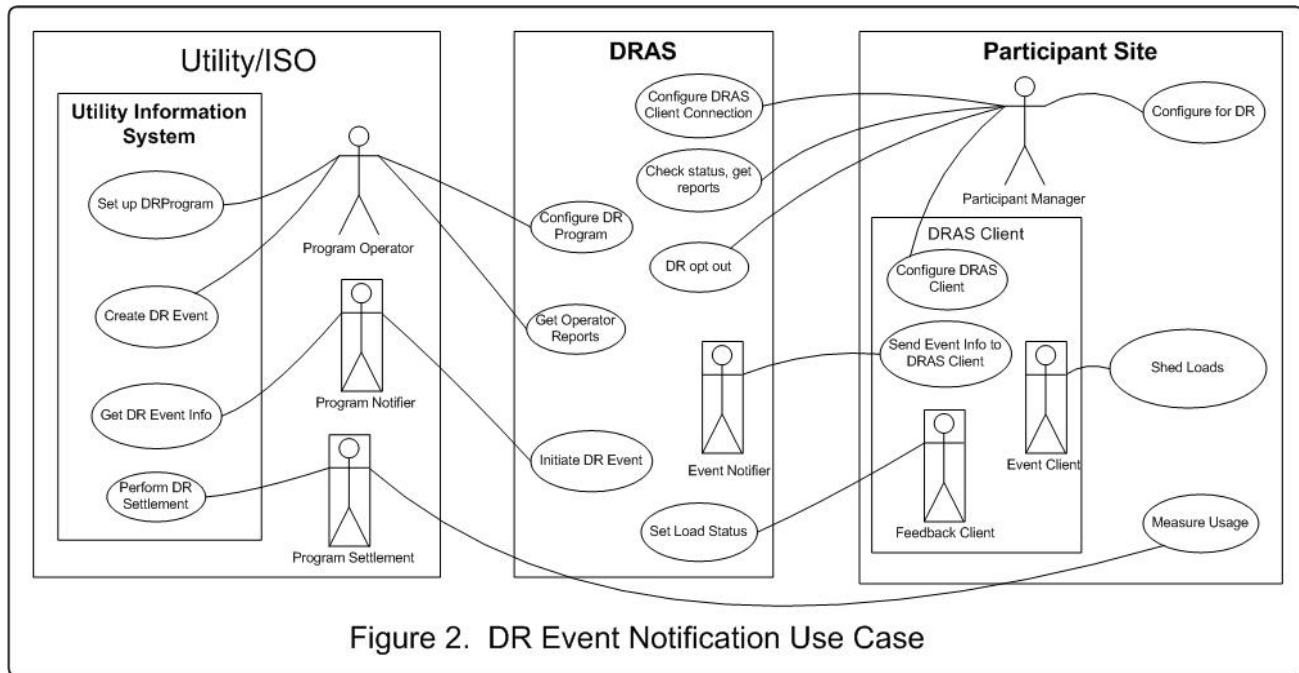 Utility/ISO
Utility Information
System
Set up DRProgram
Program Operator
Create DR Event
Get DR Event Info
Program Notifier
Perform DR
Settlement
Program Settlement
DRAS
Configure DRAS
Client Connection
Check status, get
reports
Configure DR
Program
DR opt out
Get Operator
Reports
Initiate DR Event
Event Notifier
Set Load Status
Participant Site
Configure for DR
Participant Manager
DRAS Client
Configure DRAS
Client
Send Event Info to
DRAS Client
Shed Loads
Event Client
Feedback Client
Measure Usage
Figure 2. DR Event Notification Use Case